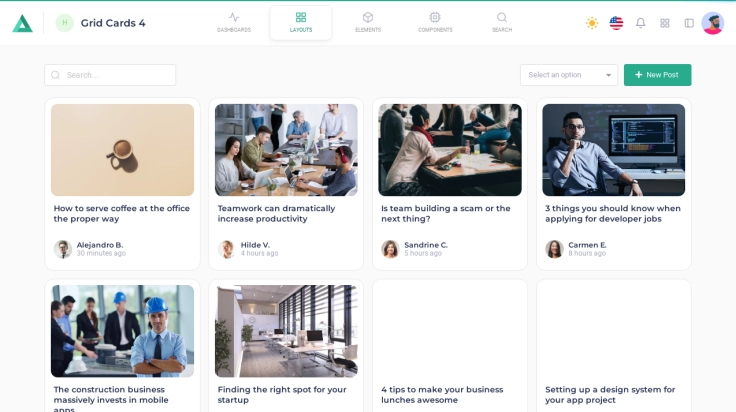 H
Grid Cards 4
DASHBOARDS
LAYOUTS
ELEMENTS
COMPONENTS
SEARCH
Search...
Select an option
New Post
How to serve coffee at the office
the proper way
Alejandro B.
30 minutes ago
Teamwork can dramatically
increase productivity
Hilde V.
4 hours ago
Is team building a scam or the
next thing?
Sandrine C.
5 hours ago
3 things you should know when
applying for developer jobs
Carmen E.
8 hours ago
The construction business
massively invests in mobile
apps
Finding the right spot for your
startup
4 tips to make your business
lunches awesome
Setting up a design system for
your app project